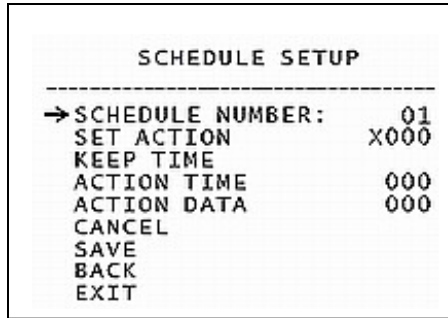 SCHEDULE SETUP
------------------------------------
→SCHEDULE NUMBER: 01
SET ACTION X000
KEEP TIME
ACTION TIME 000
ACTION DATA 000
CANCEL
SAVE
BACK
EXIT